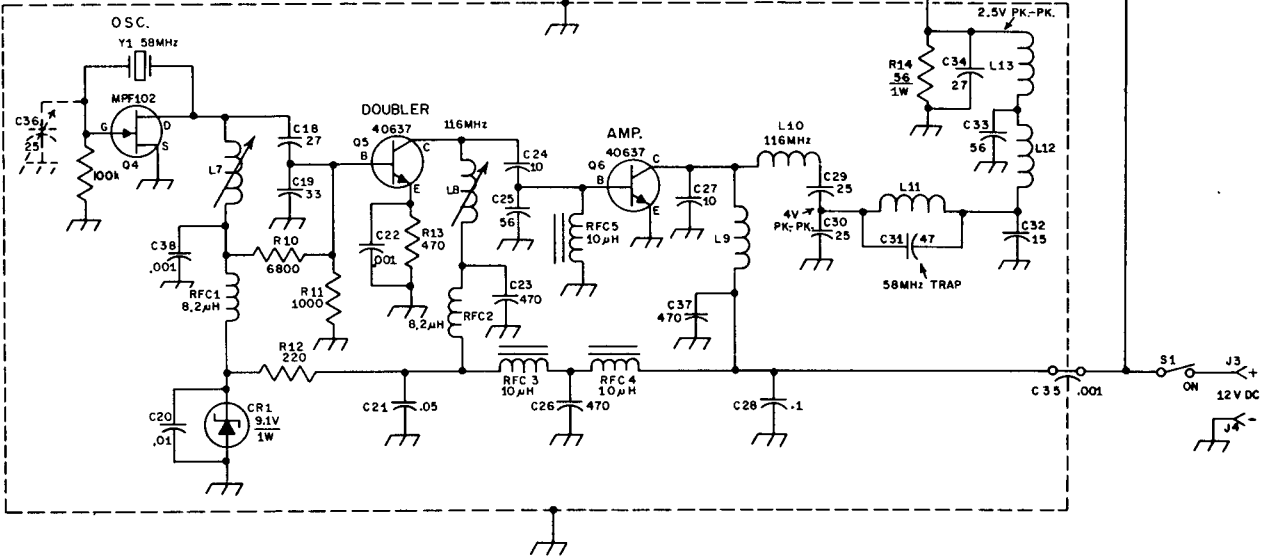 OSC.
Y1 58MHz
MPF102
G
D
S
Q4
C36
25
100k
L7
C18
27
C19
33
C38
.001
R10
6800
R11
1000
RFC1
8,2µH
R12
220
C20
.01
CR1
9.1V
1W
DOUBLER
40637
Q5
B
C
E
116MHz
C22
.001
R13
470
L8
C24
10
C25
56
C23
470
RFC2
8,2µH
C21
.05
RFC 3
10µH
C26
470
RFC 4
10µH
RFC5
10µH
AMP.
40637
Q6
B
C
E
C27
10
L9
C37
470
C28
.1
L10
116MHz
C29
25
4V
PK.-PK.
C30
25
L11
C31
47
58MHz TRAP
C32
15
L12
C33
56
L13
C34
27
R14
56
1W
2.5V PK.-PK.
C35
.001
S1
ON
J3
+
12V DC
J4
-